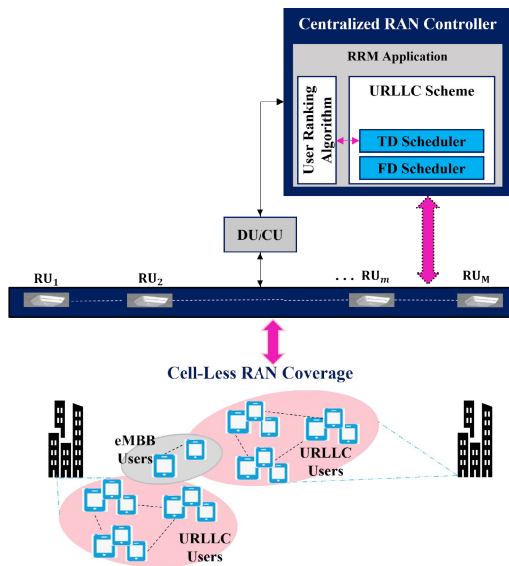 Centralized RAN Controller
RRM Application
User Ranking
Algorithm
URLLC Scheme
TD Scheduler
FD Scheduler
DU/CU
RU1
RU2
... RUm
RUM
Cell-Less RAN Coverage
eMBB
Users
URLLC
Users
URLLC
Users